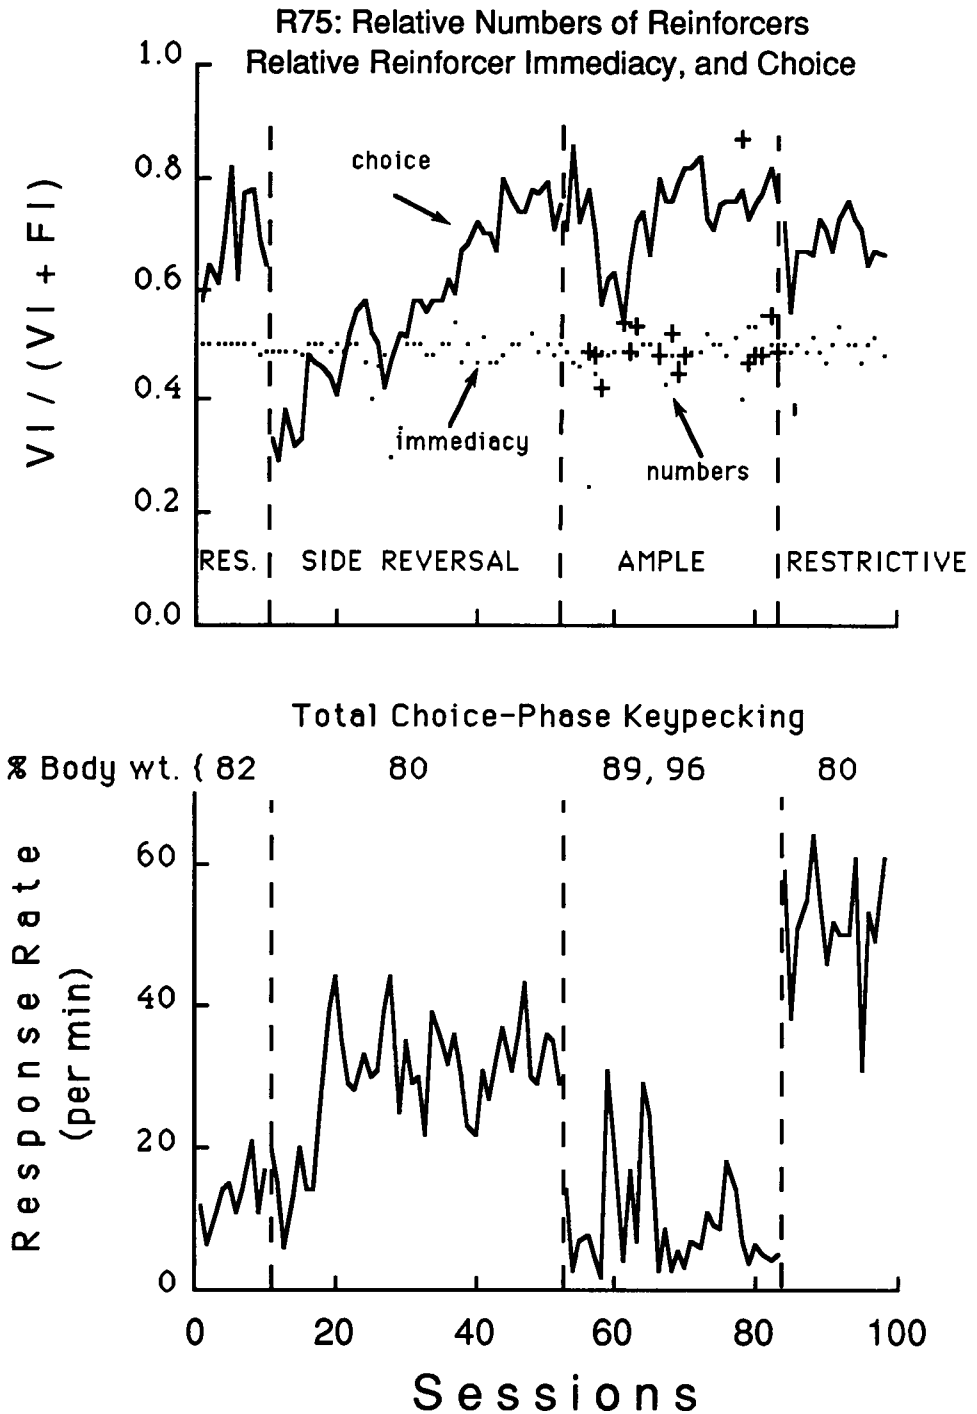 R75: Relative Numbers of Reinforcers
Relative Reinforcer Immediacy, and Choice
VI / (VI + FI)
1.0
0.8
0.6
0.4
0.2
0.0
choice
immediacy
numbers
RES. SIDE REVERSAL AMPLE RESTRICTIVE
Total Choice-Phase Keypecking
% Body wt. { 82 80 89, 96 80
Response Rate
(per min)
60
40
20
0
0 20 40 60 80 100
Sessions